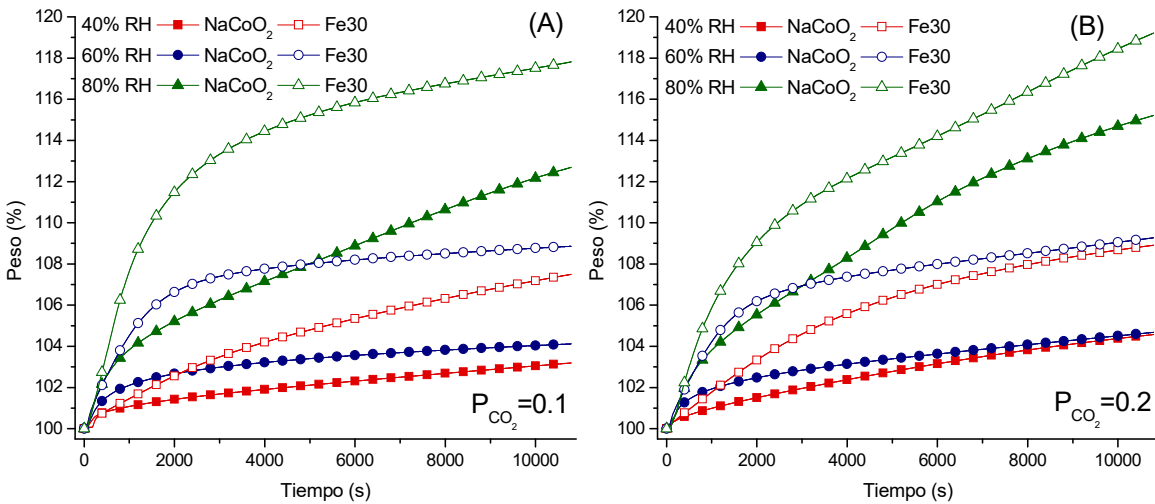 40% RH NaCoO₂ Fe30
60% RH NaCoO₂ Fe30
80% RH NaCoO₂ Fe30
(A)
P_CO₂=0.1
120
118
116
114
112
110
108
106
104
102
100
Peso (%)
0 2000 4000 6000 8000 10000
Tiempo (s)
40% RH NaCoO₂ Fe30
60% RH NaCoO₂ Fe30
80% RH NaCoO₂ Fe30
(B)
P_CO₂=0.2
120
118
116
114
112
110
108
106
104
102
100
Peso (%)
0 2000 4000 6000 8000 10000
Tiempo (s)